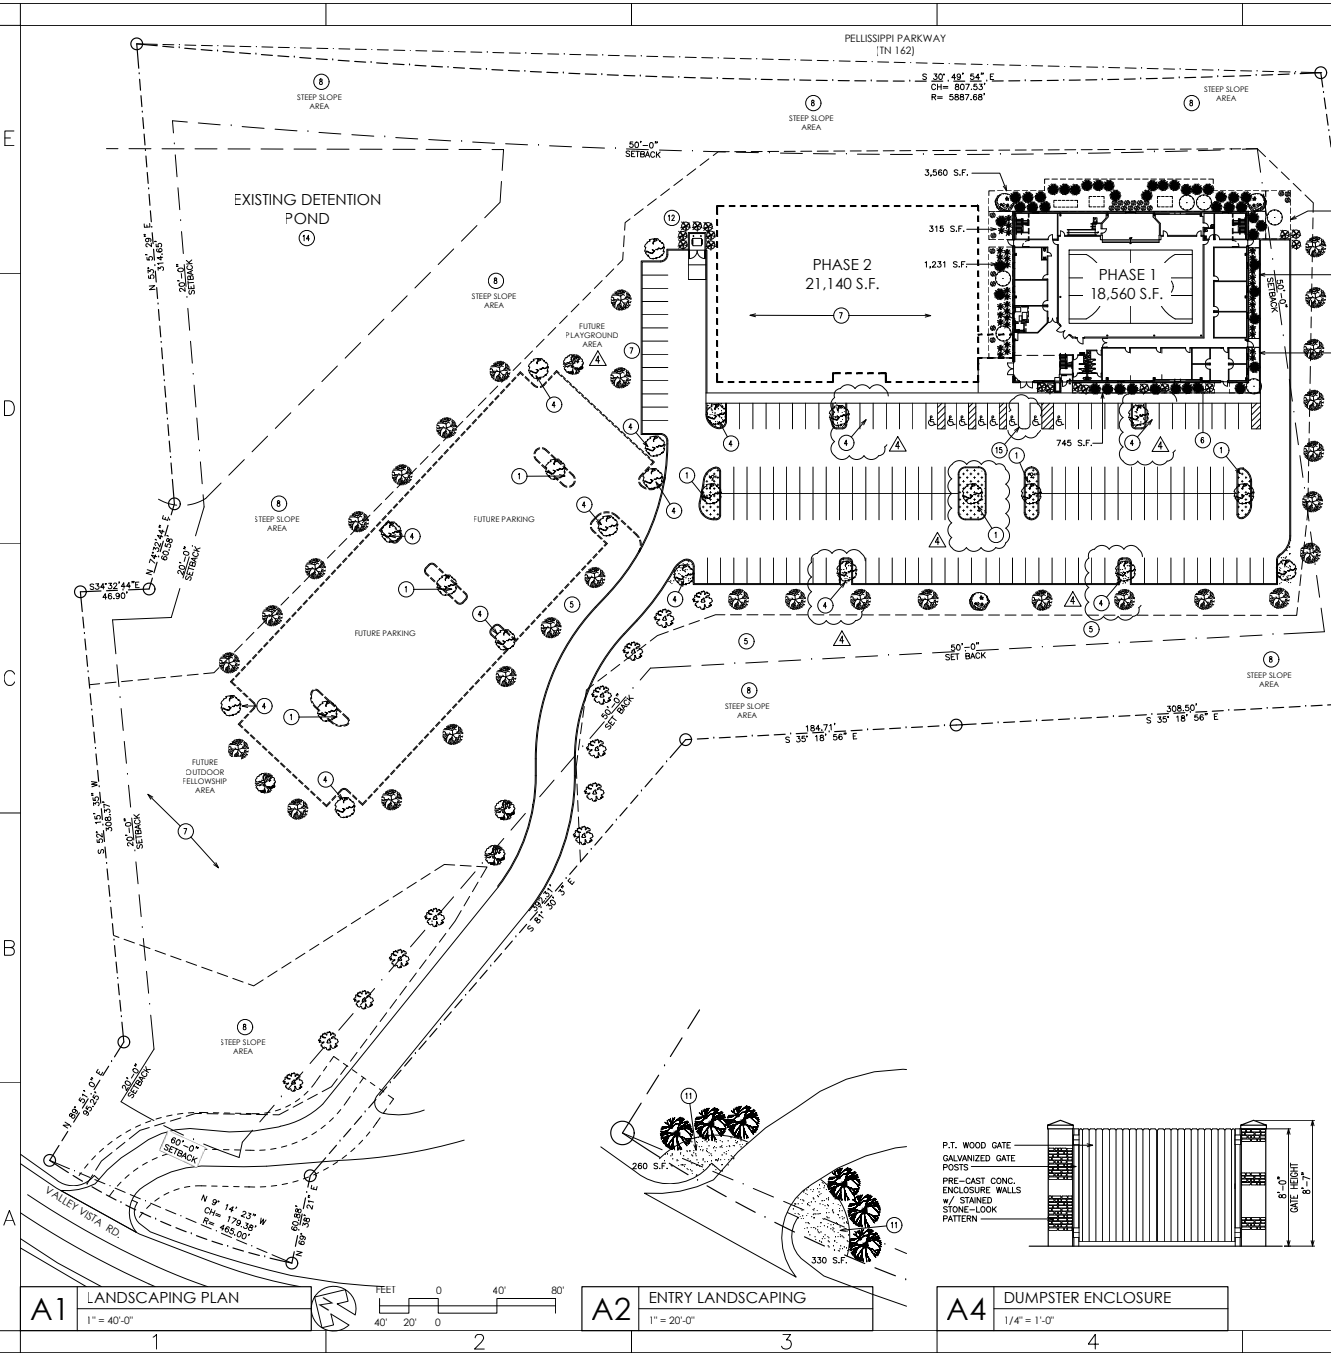 PELLISSIPPI PARKWAY
(TN 162)
S 30° 49' 54" E
CH= 807.53'
R= 5887.68'
8
STEEP SLOPE
AREA
8
STEEP SLOPE
AREA
8
STEEP SLOPE
AREA
E
50'-0"
SETBACK
3,560 S.F.
EXISTING DETENTION
POND
14
12
315 S.F.
1,231 S.F.
N 53° 5' 29" E
314.65'
20'-0"
SETBACK
PHASE 2
21,140 S.F.
7
PHASE 1
18,560 S.F.
50'-0"
SETBACK
8
STEEP SLOPE
AREA
FUTURE
PLAYGROUND
AREA
4
7
D
4
4
4
4
4
4
4
745 S.F.
15
6
1
1
1
1
1
4
4
4
4
8
STEEP SLOPE
AREA
FUTURE PARKING
N 74°32'44" E
60.58'
20'-0"
SETBACK
S34°32'44"E
46.90'
1
4
5
4
4
4
4
4
4
5
5
FUTURE PARKING
C
50'-0"
SET BACK
8
STEEP SLOPE
AREA
8
STEEP SLOPE
AREA
50'-0"
SET BACK
184.71'
S 35° 18' 56" E
308.50'
S 35° 18' 56" E
4
1
4
FUTURE
OUTDOOR
FELLOWSHIP
AREA
7
S 52° 15' 35" W
308.37'
20'-0"
SETBACK
392.31'
S 81° 30' 3" E
B
8
STEEP SLOPE
AREA
N 89° 51' 0" E
95.25'
20'-0"
SETBACK
60'-0"
SETBACK
VALLEY VISTA RD.
N 9° 14' 23" W
CH= 179.38'
R= 465.00'
N 69° 38' 21" E
60.88'
A
11
260 S.F.
11
330 S.F.
P.T. WOOD GATE
GALVANIZED GATE
POSTS
PRE-CAST CONC.
ENCLOSURE WALLS
w/ STAINED
STONE-LOOK
PATTERN
8'-0"
GATE HEIGHT
8'-7"
A1
LANDSCAPING PLAN
1" = 40'-0"
FEET 0 40' 80'
40' 20' 0
A2
ENTRY LANDSCAPING
1" = 20'-0"
A4
DUMPSTER ENCLOSURE
1/4" = 1'-0"
1 2 3 4